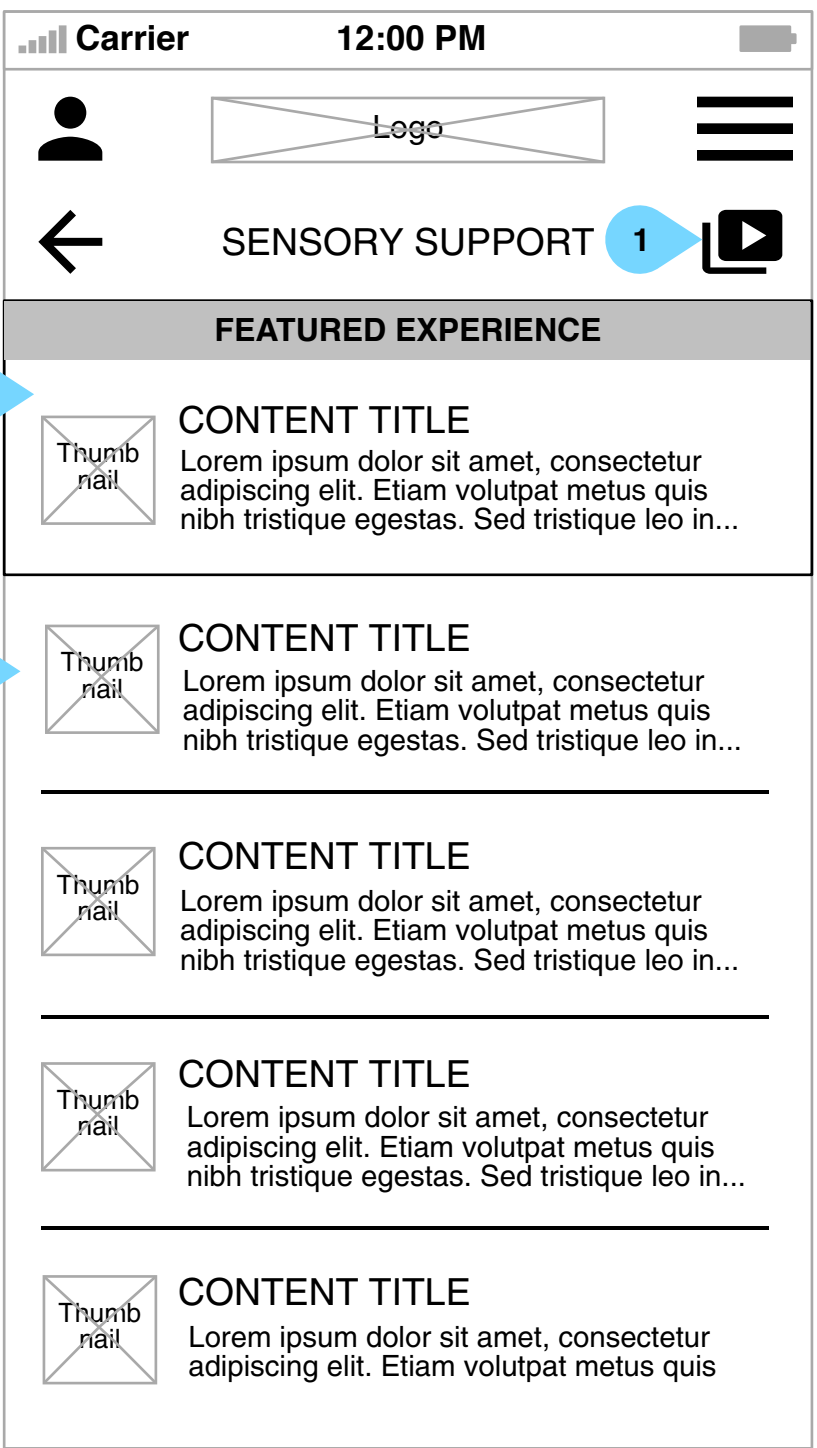 Carrier 12:00 PM
Logo
SENSORY SUPPORT 1
FEATURED EXPERIENCE
Thumb
nail
CONTENT TITLE
Lorem ipsum dolor sit amet, consectetur
adipiscing elit. Etiam volutpat metus quis
nibh tristique egestas. Sed tristique leo in...
Thumb
nail
CONTENT TITLE
Lorem ipsum dolor sit amet, consectetur
adipiscing elit. Etiam volutpat metus quis
nibh tristique egestas. Sed tristique leo in...
Thumb
nail
CONTENT TITLE
Lorem ipsum dolor sit amet, consectetur
adipiscing elit. Etiam volutpat metus quis
nibh tristique egestas. Sed tristique leo in...
Thumb
nail
CONTENT TITLE
Lorem ipsum dolor sit amet, consectetur
adipiscing elit. Etiam volutpat metus quis
nibh tristique egestas. Sed tristique leo in...
Thumb
nail
CONTENT TITLE
Lorem ipsum dolor sit amet, consectetur
adipiscing elit. Etiam volutpat metus quis